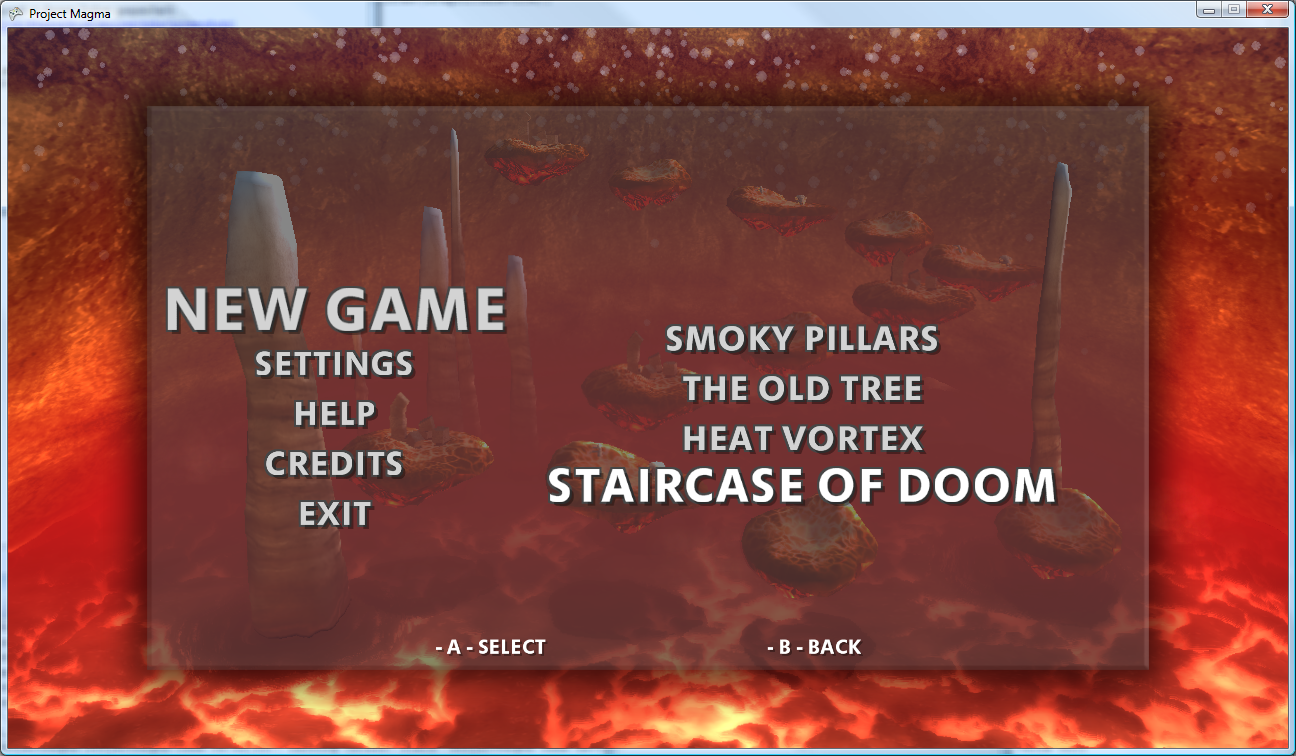 Project Magma
NEW GAME
SETTINGS
HELP
CREDITS
EXIT
SMOKY PILLARS
THE OLD TREE
HEAT VORTEX
STAIRCASE OF DOOM
- A - SELECT
- B - BACK